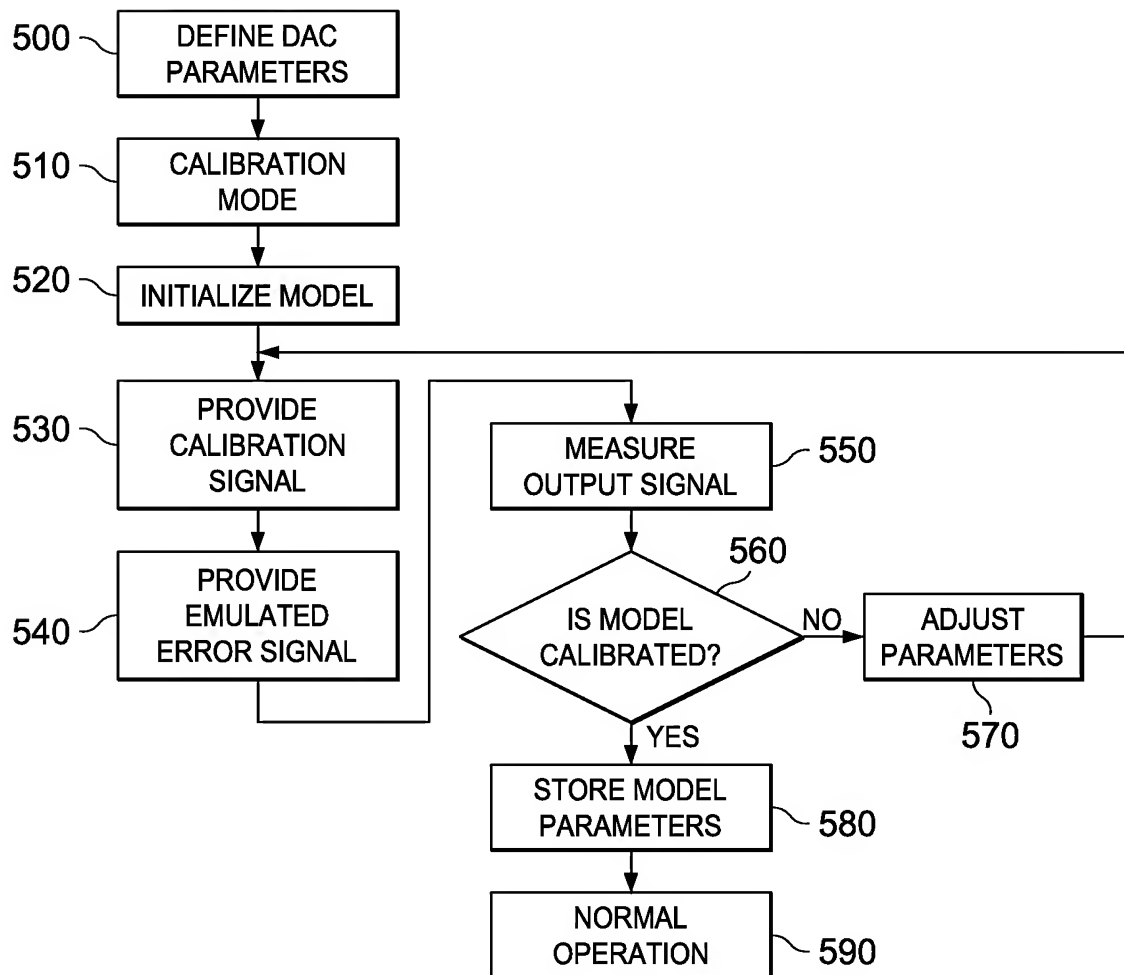 500
DEFINE DAC
PARAMETERS
510
CALIBRATION
MODE
520
INITIALIZE MODEL
530
PROVIDE
CALIBRATION
SIGNAL
540
PROVIDE
EMULATED
ERROR SIGNAL
MEASURE
OUTPUT SIGNAL
550
560
IS MODEL
CALIBRATED?
NO
ADJUST
PARAMETERS
570
YES
STORE MODEL
PARAMETERS
580
NORMAL
OPERATION
590